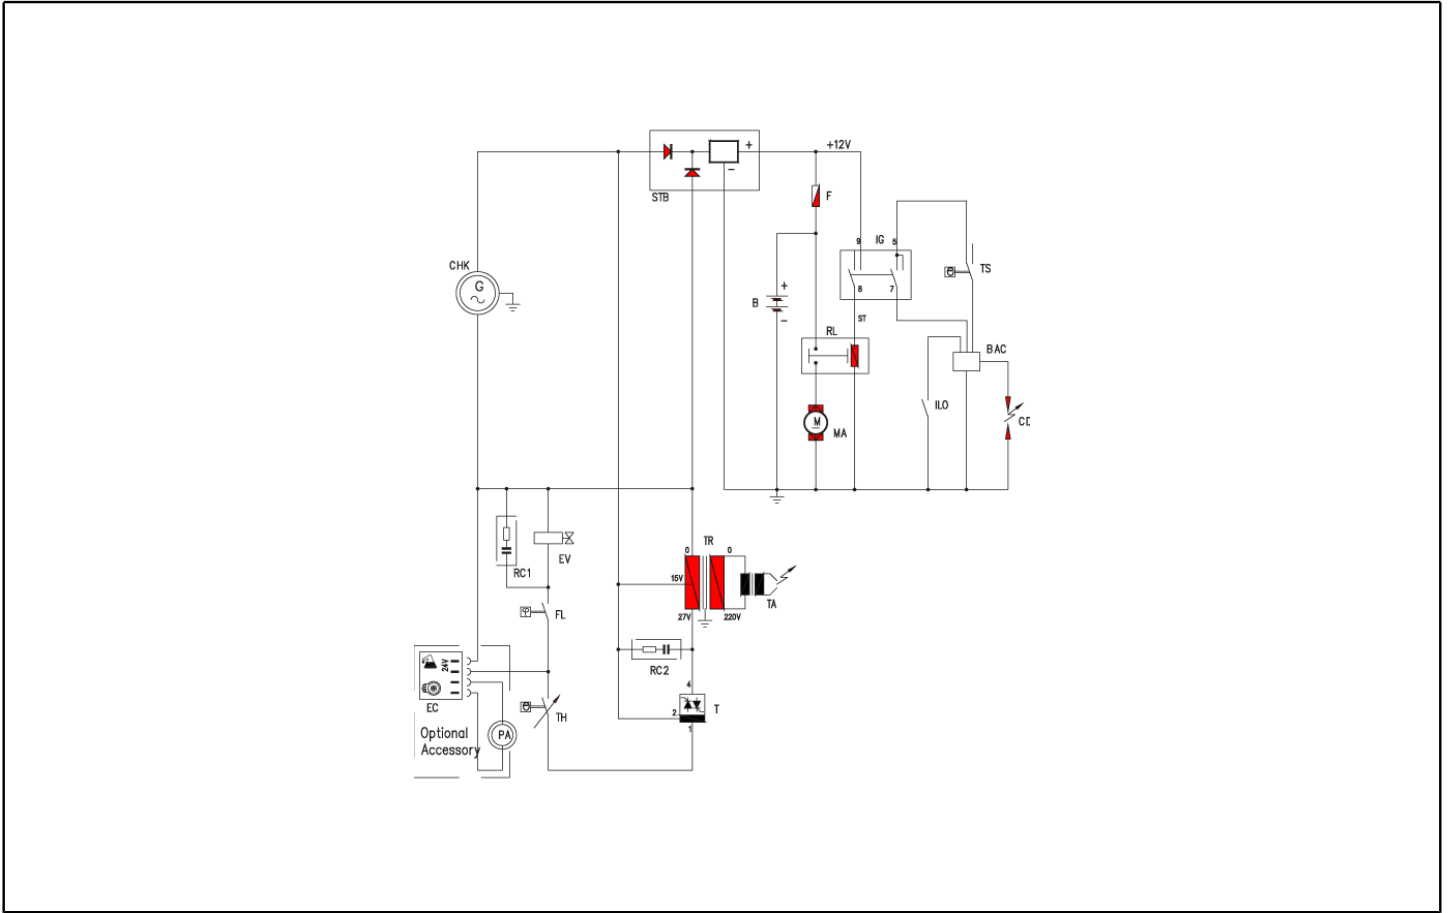 +
+12V
−
STB
F
9
IG
5
CHK
TS
G
+
8
7
B
−
ST
RL
BAC
ILO
M
CD
MA
TR
0
0
EV
RC1
15V
TA
FL
27V
220V
24V
RC2
4
EC
2
T
TH
1
Optional
PA
Accessory